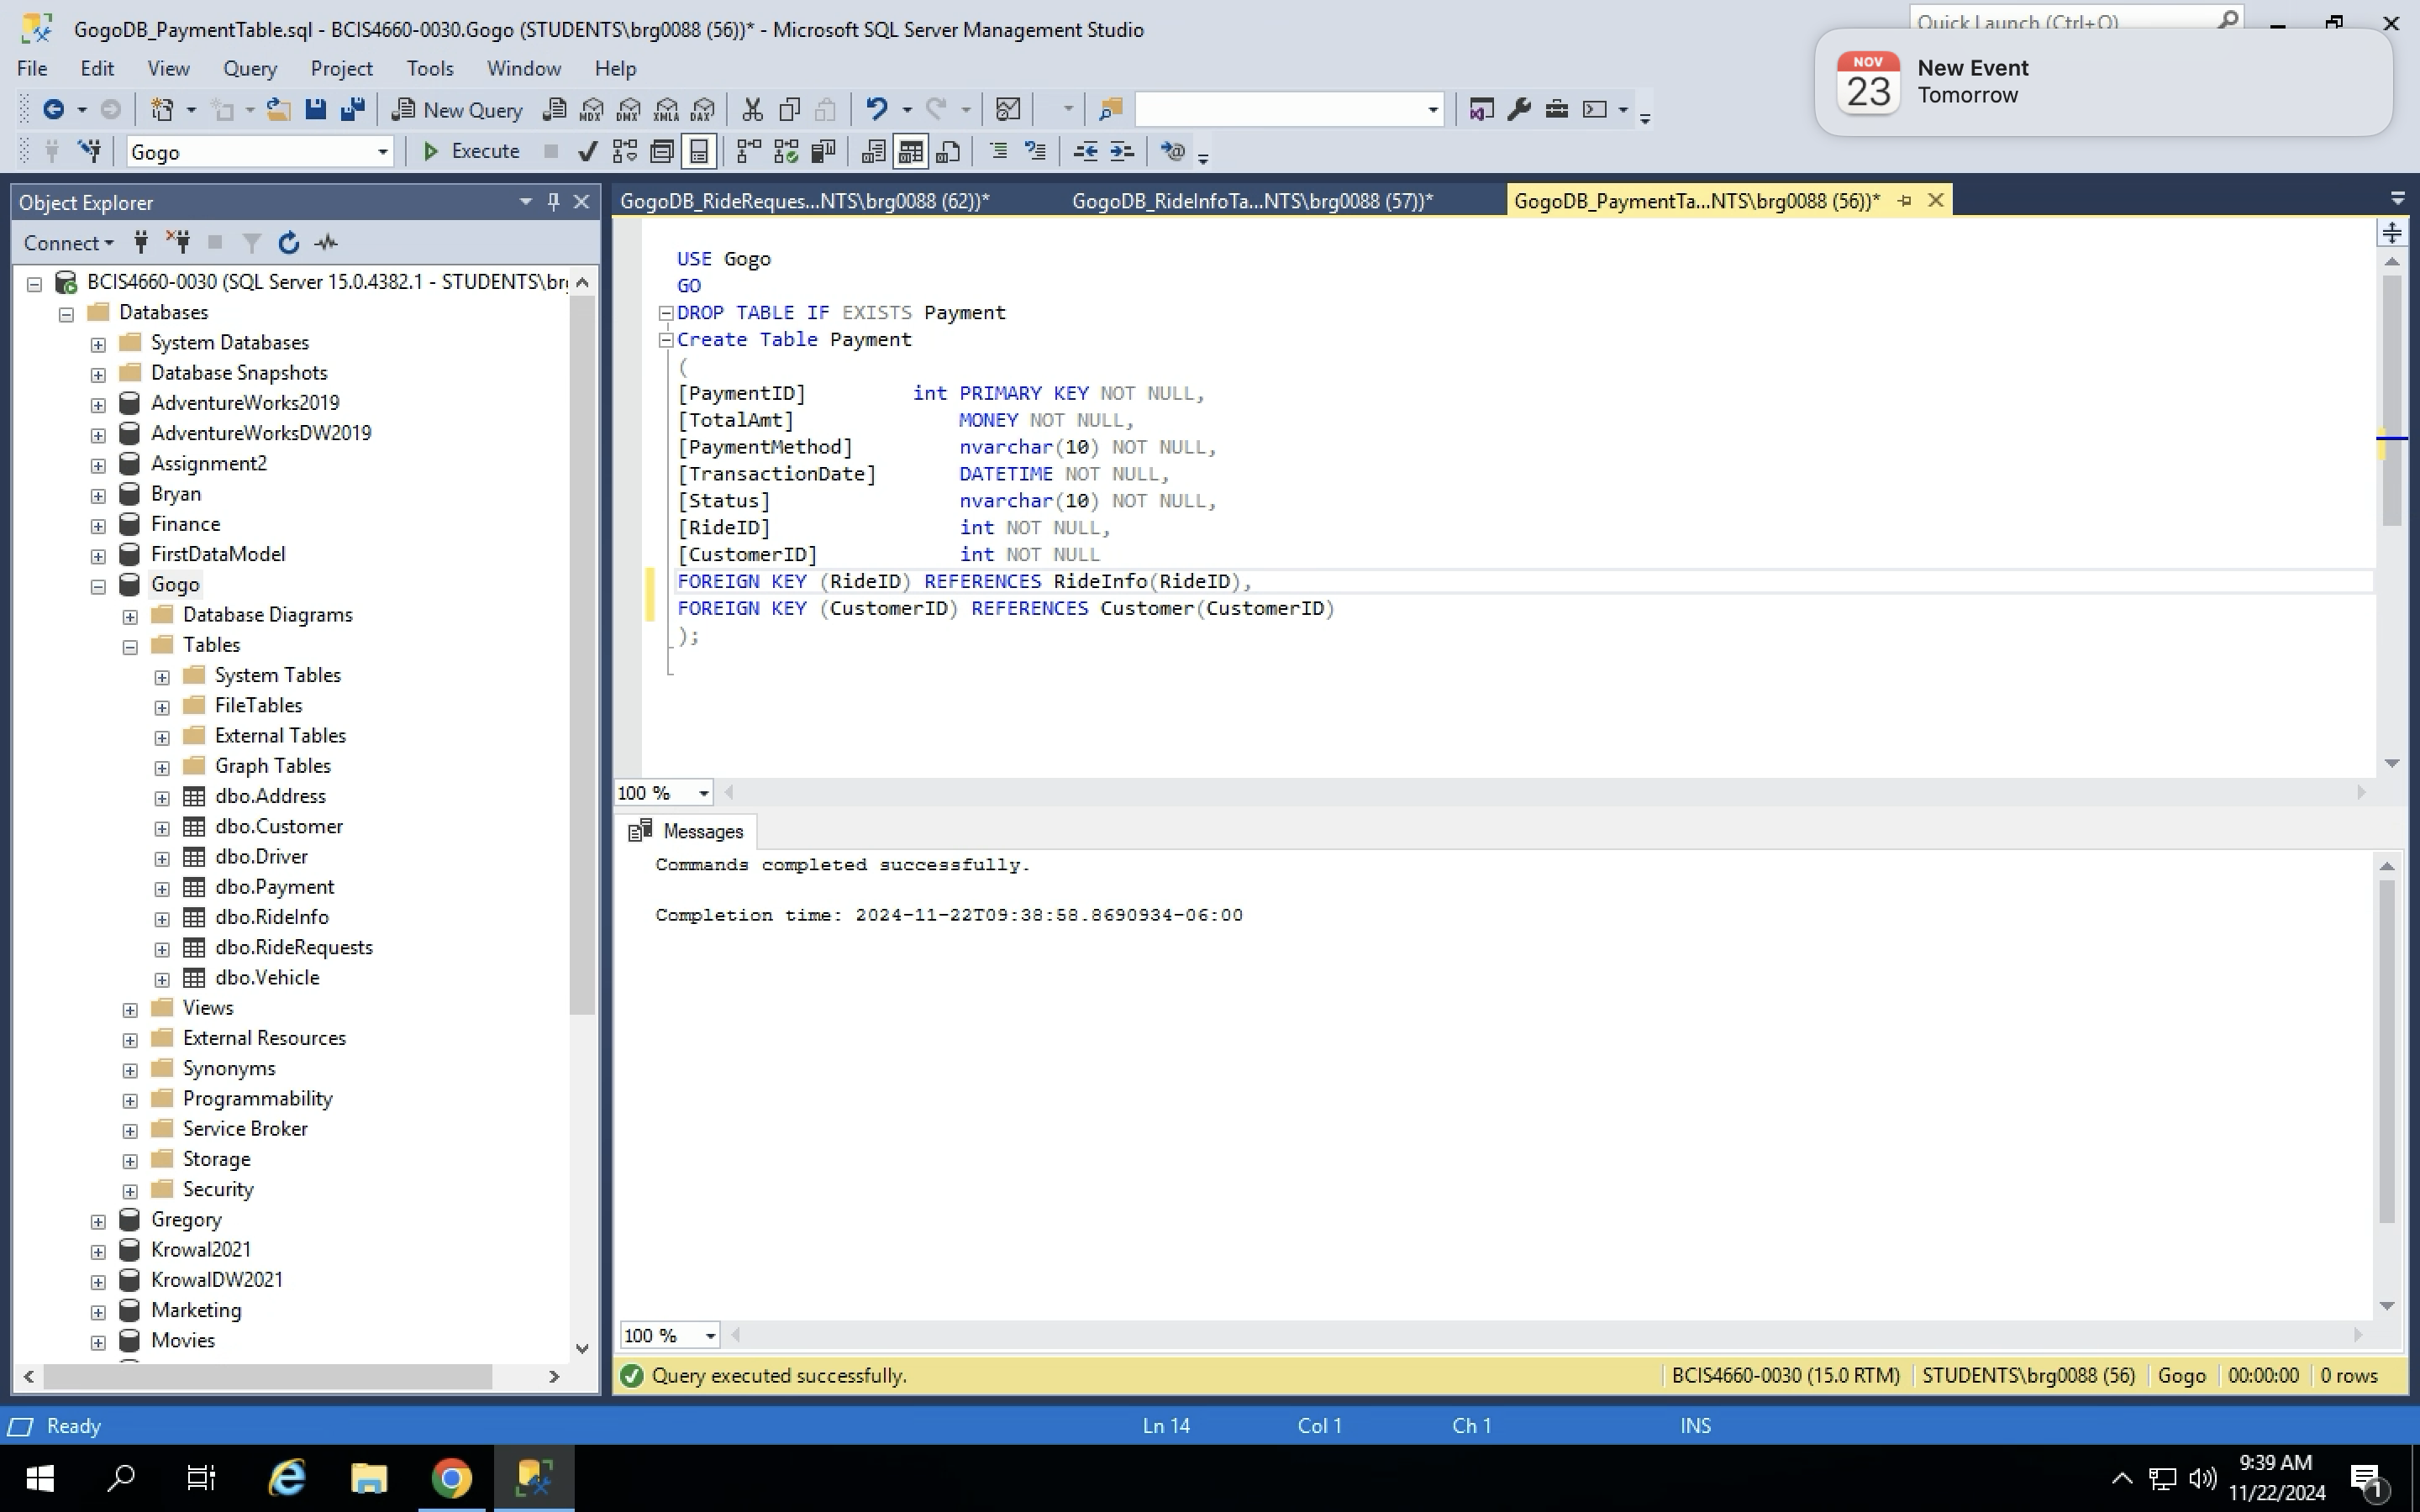 GogoDB_PaymentTable.sql - BCIS4660-0030.Gogo (STUDENTS\brg0088 (56))* - Microsoft SQL Server Management Studio
Quick Launch (Ctrl+Q)
NOV
23
New Event
Tomorrow
File Edit View Query Project Tools Window Help
New Query MDX DMX XMLA DAX
Gogo Execute
Object Explorer
GogoDB_RideReques...NTS\brg0088 (62))* GogoDB_RideInfoTa...NTS\brg0088 (57))* GogoDB_PaymentTa...NTS\brg0088 (56))*
Connect
BCIS4660-0030 (SQL Server 15.0.4382.1 - STUDENTS\br
Databases
System Databases
Database Snapshots
AdventureWorks2019
AdventureWorksDW2019
Assignment2
Bryan
Finance
FirstDataModel
Gogo
Database Diagrams
Tables
System Tables
FileTables
External Tables
Graph Tables
dbo.Address
dbo.Customer
dbo.Driver
dbo.Payment
dbo.RideInfo
dbo.RideRequests
dbo.Vehicle
Views
External Resources
Synonyms
Programmability
Service Broker
Storage
Security
Gregory
Krowal2021
KrowalDW2021
Marketing
Movies
USE Gogo
GO
DROP TABLE IF EXISTS Payment
Create Table Payment
(
[PaymentID] int PRIMARY KEY NOT NULL,
[TotalAmt] MONEY NOT NULL,
[PaymentMethod] nvarchar(10) NOT NULL,
[TransactionDate] DATETIME NOT NULL,
[Status] nvarchar(10) NOT NULL,
[RideID] int NOT NULL,
[CustomerID] int NOT NULL
FOREIGN KEY (RideID) REFERENCES RideInfo(RideID),
FOREIGN KEY (CustomerID) REFERENCES Customer(CustomerID)
);
100 %
Messages
Commands completed successfully.
Completion time: 2024-11-22T09:38:58.8690934-06:00
100 %
Query executed successfully. BCIS4660-0030 (15.0 RTM) STUDENTS\brg0088 (56) Gogo 00:00:00 0 rows
Ready Ln 14 Col 1 Ch 1 INS
9:39 AM
11/22/2024
1